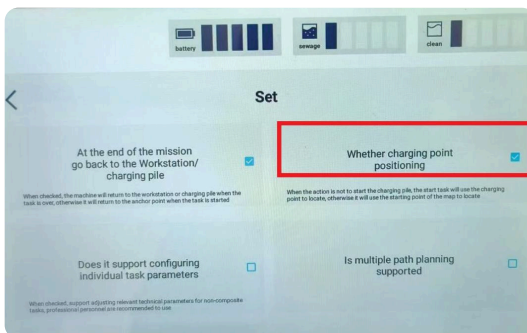 battery
sewage
clean
Set
At the end of the mission
go back to the Workstation/
charging pile
When checked, the machine will return to the workstation or charging pile when the
task is over, otherwise it will return to the anchor point when the task is started
Whether charging point
positioning
When the action is not to start the charging pile, the start task will use the charging
point to locate, otherwise it will use the starting point of the map to locate
Does it support configuring
individual task parameters
When checked, support adjusting relevant technical parameters for non-composite
tasks, professional personnel are recommended to use
Is multiple path planning
supported